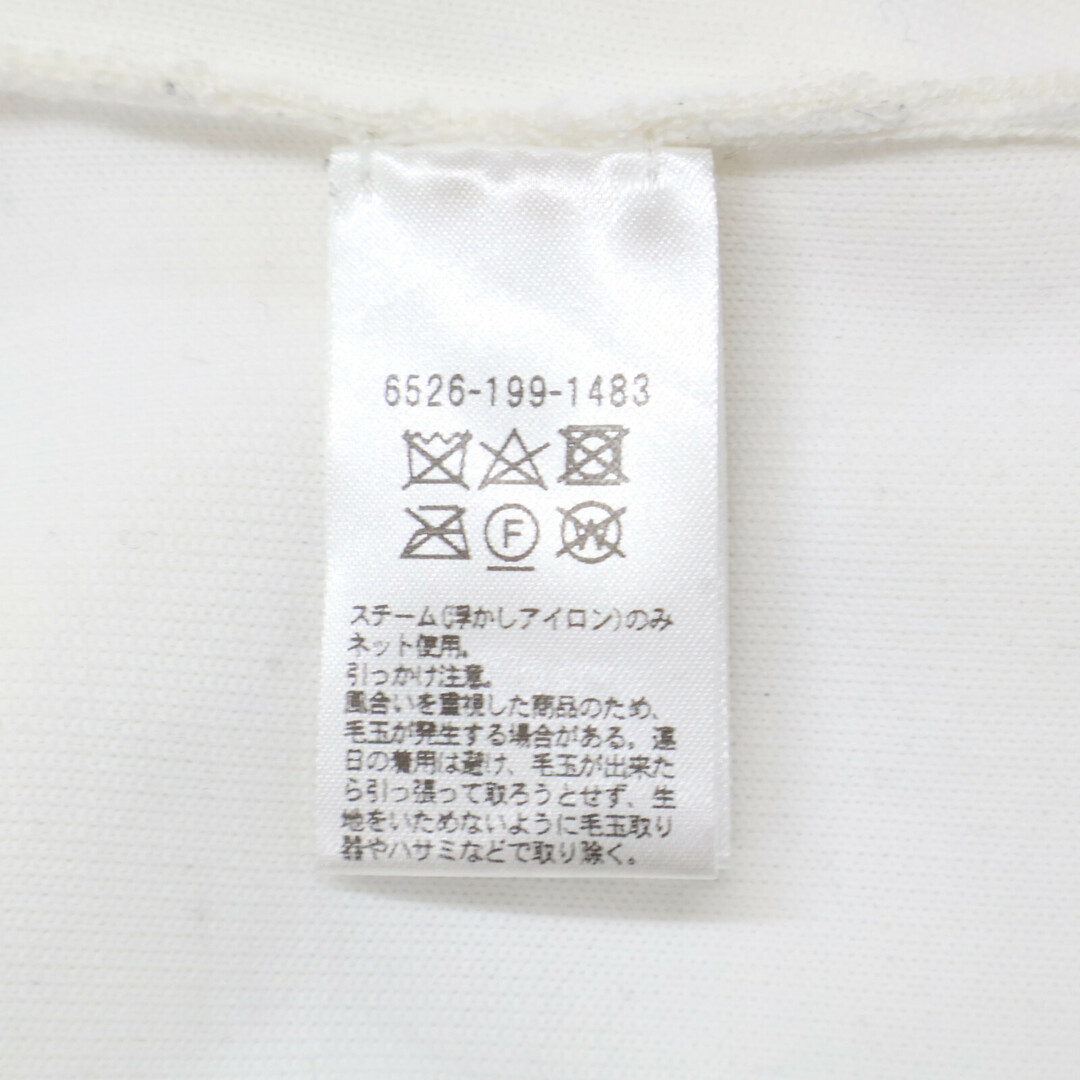 6526-199-1483
F
W
スチーム(浮かしアイロン)のみ
ネット使用。
引っかけ注意。
風合いを重視した商品のため、
毛玉が発生する場合がある。連
日の着用は避け、毛玉が出来た
ら引っ張って取ろうとせず、生
地をいためないように毛玉取り
器やハサミなどで取り除く。